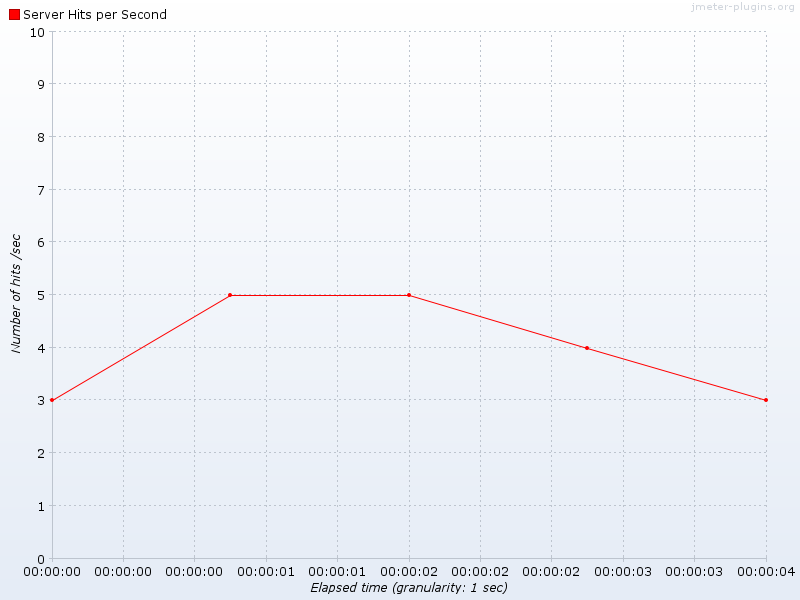 jmeter-plugins.org
Server Hits per Second
10
9
8
7
6
5
4
3
2
1
0
Number of hits /sec
00:00:00 00:00:00 00:00:00 00:00:01 00:00:01 00:00:02 00:00:02 00:00:02 00:00:03 00:00:03 00:00:04
Elapsed time (granularity: 1 sec)